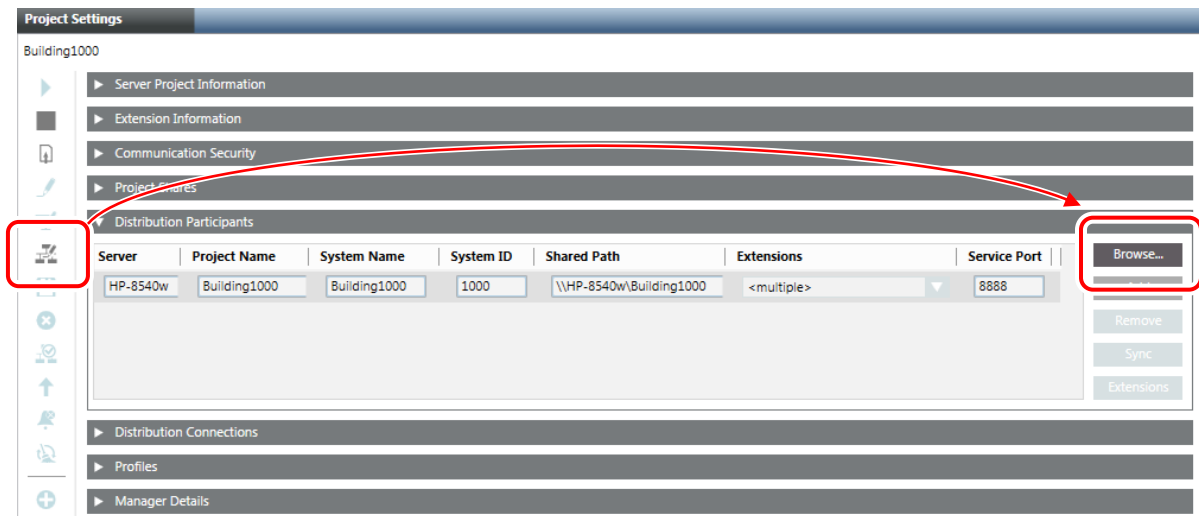 Project Settings
Building1000
Server Project Information
Extension Information
Communication Security
Project Shares
Distribution Participants
Server Project Name System Name System ID Shared Path Extensions Service Port Browse...
HP-8540w Building1000 Building1000 1000 \\HP-8540w\Building1000 <multiple> 8888
Remove
Sync
Extensions
Distribution Connections
Profiles
Manager Details